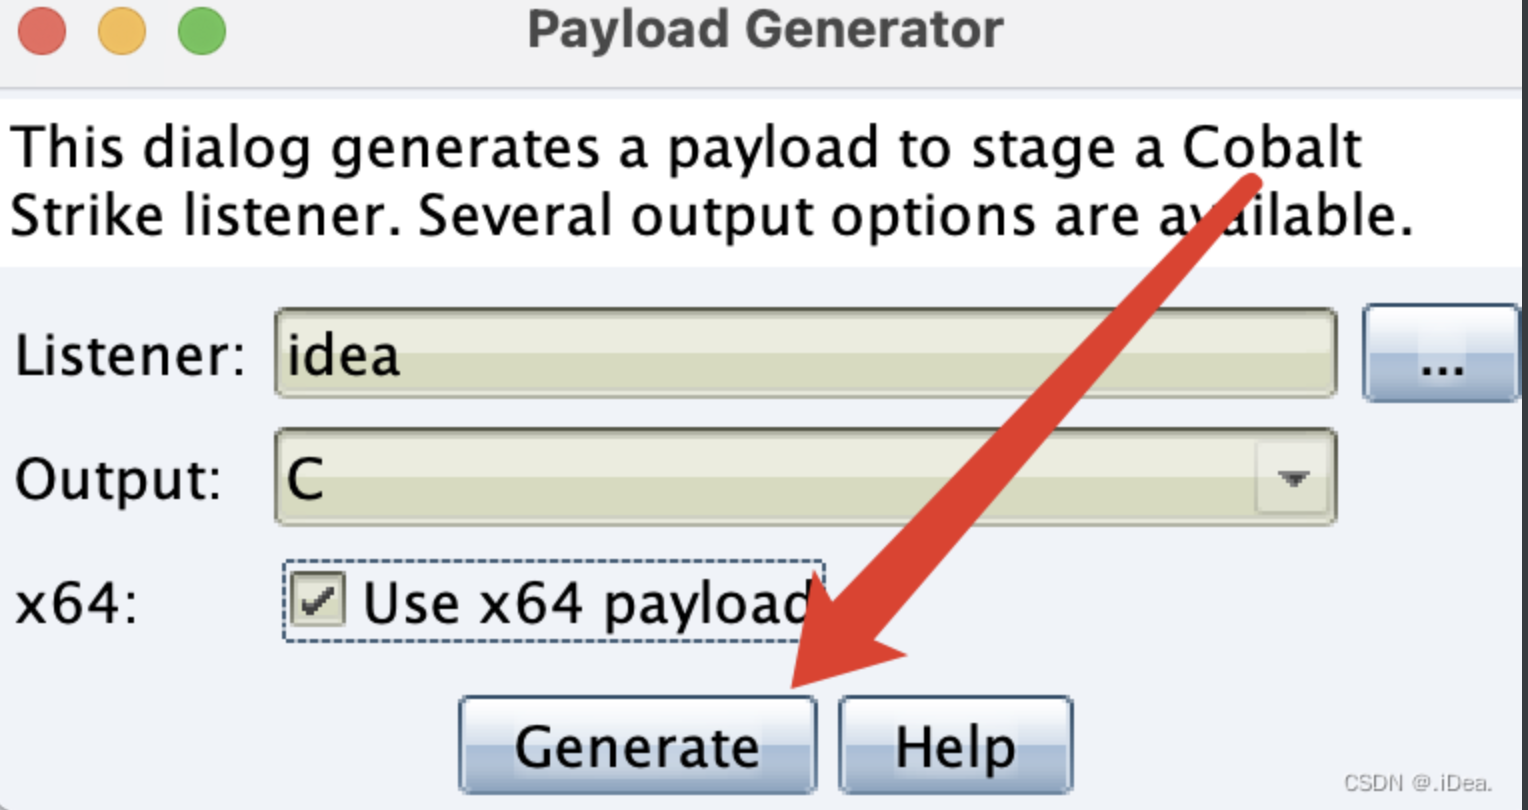 Payload Generator
This dialog generates a payload to stage a Cobalt
Strike listener. Several output options are available.
Listener: idea ...
Output: C
x64: Use x64 payload
Generate Help
CSDN @.iDea.